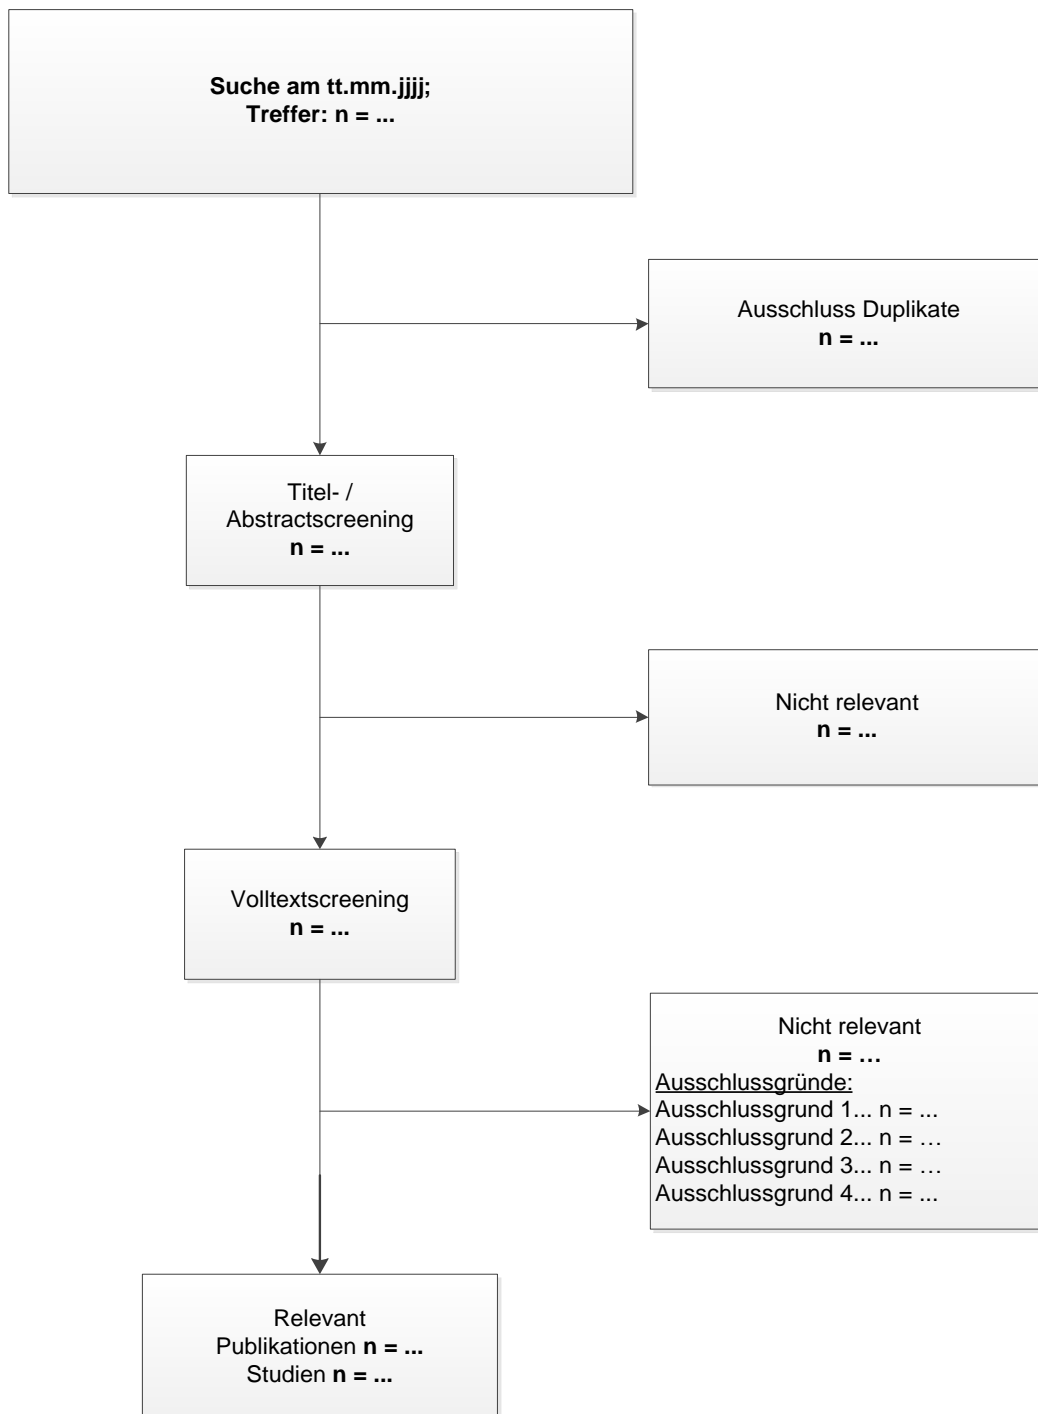 Suche am tt.mm.jjjj;
Treffer: n = ...
Ausschluss Duplikate
n = ...
Titel- /
Abstractscreening
n = ...
Nicht relevant
n = ...
Volltextscreening
n = ...
Nicht relevant
n = …
Ausschlussgründe:
Ausschlussgrund 1... n = ...
Ausschlussgrund 2... n = …
Ausschlussgrund 3... n = …
Ausschlussgrund 4... n = ...
Relevant
Publikationen n = ...
Studien n = ...